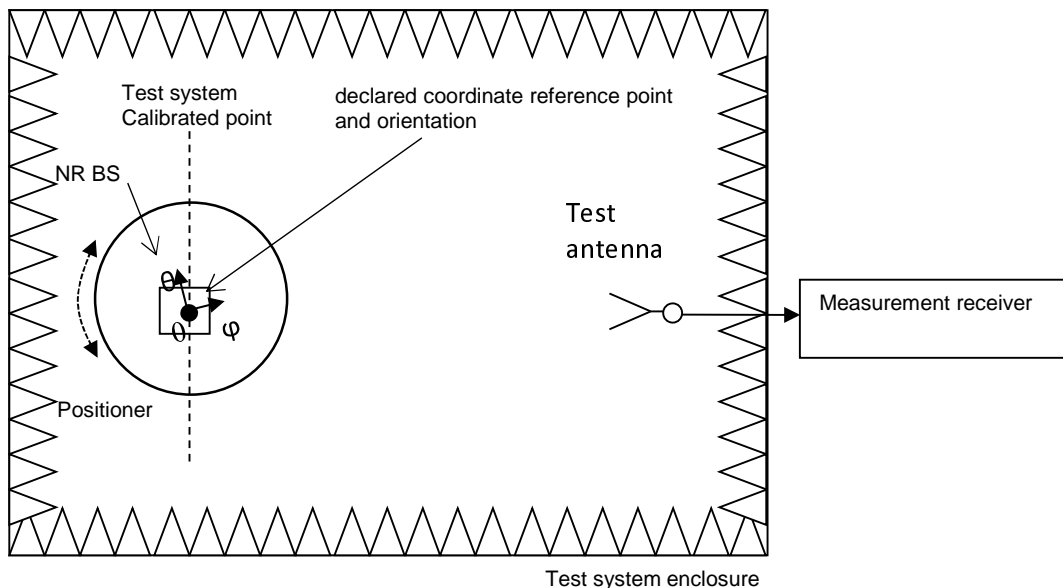 Test system
Calibrated point
declared coordinate reference point
and orientation
NR BS
Test
antenna
θ
0
φ
Measurement receiver
Positioner
Test system enclosure